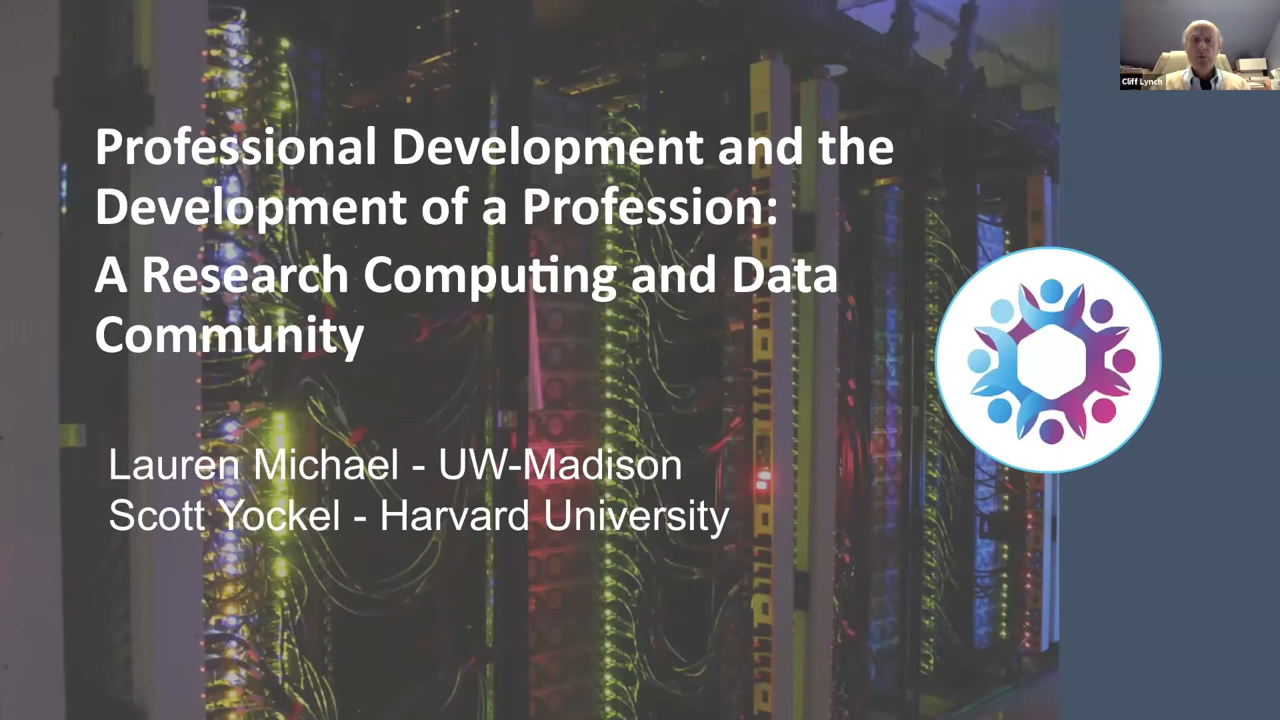 Cliff Lynch
Professional Development and the
Development of a Profession:
A Research Computing and Data
Community
Lauren Michael - UW-Madison
Scott Yockel - Harvard University